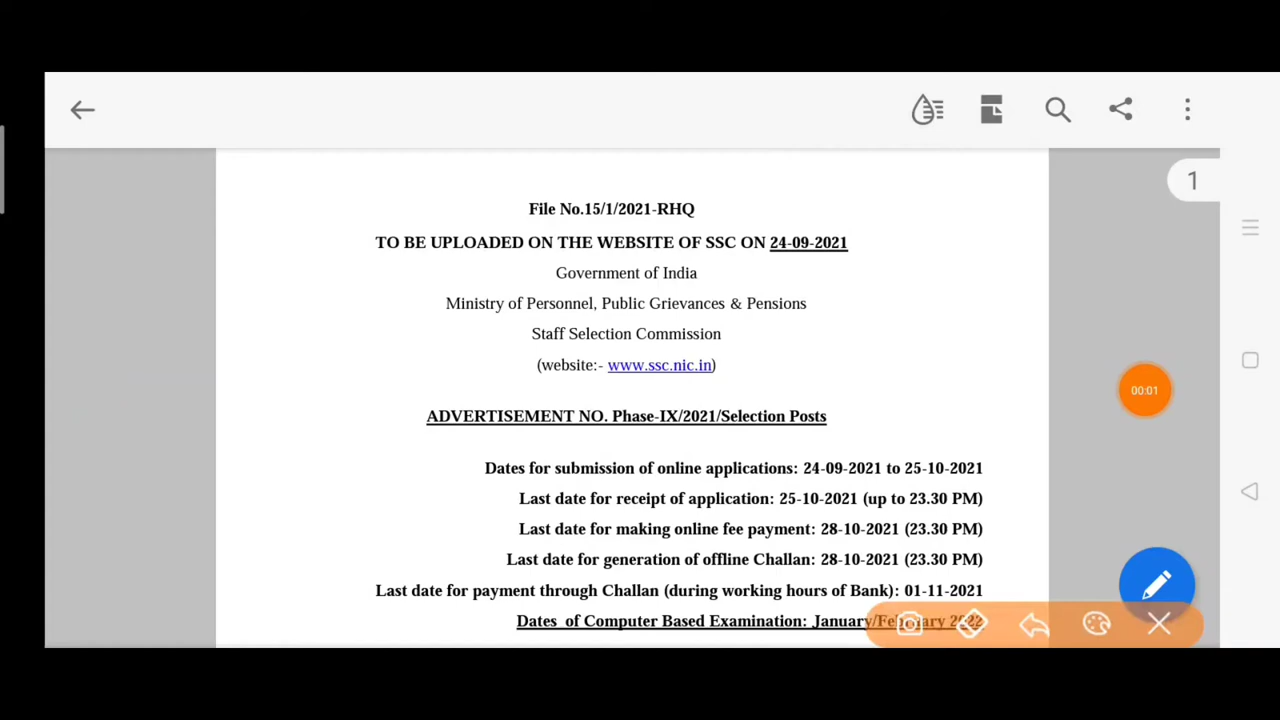 1
File No.15/1/2021-RHQ
TO BE UPLOADED ON THE WEBSITE OF SSC ON 24-09-2021
Government of India
Ministry of Personnel, Public Grievances & Pensions
Staff Selection Commission
(website:- www.ssc.nic.in)
00:01
ADVERTISEMENT NO. Phase-IX/2021/Selection Posts
Dates for submission of online applications: 24-09-2021 to 25-10-2021
Last date for receipt of application: 25-10-2021 (up to 23.30 PM)
Last date for making online fee payment: 28-10-2021 (23.30 PM)
Last date for generation of offline Challan: 28-10-2021 (23.30 PM)
Last date for payment through Challan (during working hours of Bank): 01-11-2021
Dates of Computer Based Examination: January/February 2022